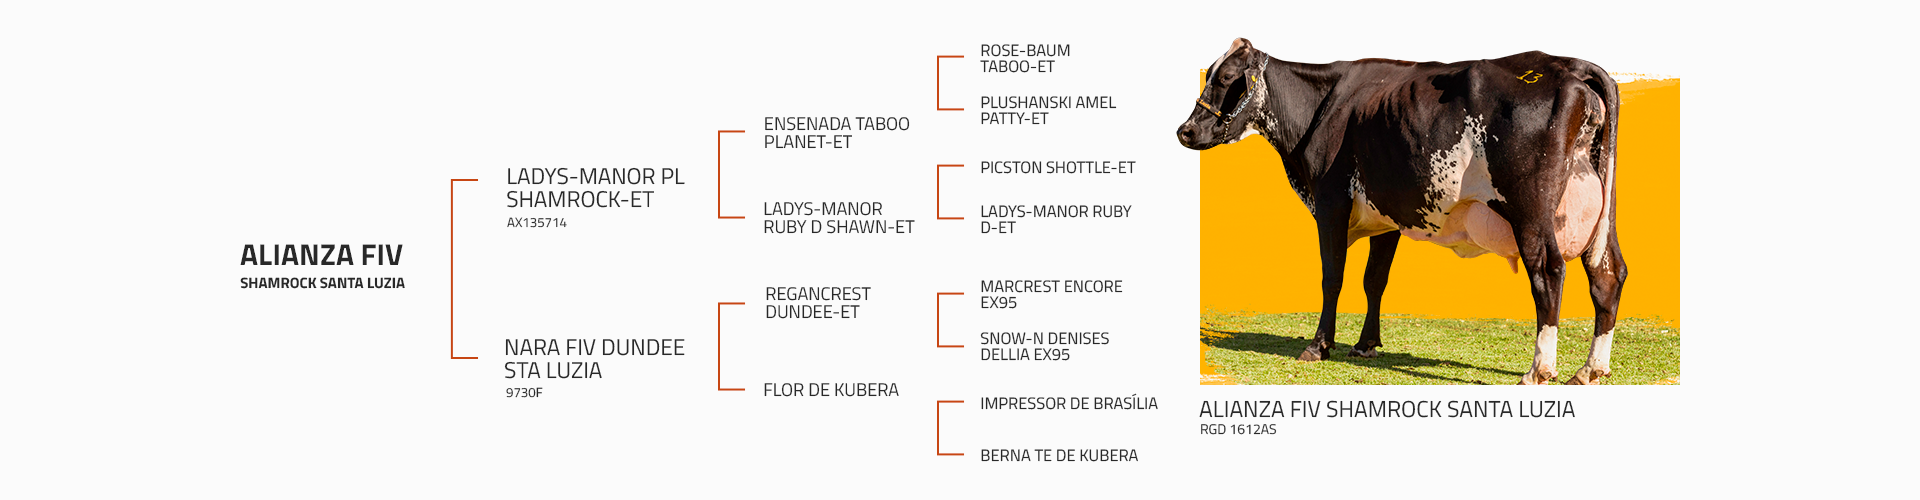 ALIANZA FIV
SHAMROCK SANTA LUZIA
LADYS-MANOR PL
SHAMROCK-ET
AX135714
NARA FIV DUNDEE
STA LUZIA
9730F
ENSENADA TABOO
PLANET-ET
LADYS-MANOR
RUBY D SHAWN-ET
REGANCREST
DUNDEE-ET
FLOR DE KUBERA
ROSE-BAUM
TABOO-ET
PLUSHANSKI AMEL
PATTY-ET
PICSTON SHOTTLE-ET
LADYS-MANOR RUBY
D-ET
MARCREST ENCORE
EX95
SNOW-N DENISES
DELLIA EX95
IMPRESSOR DE BRASÍLIA
BERNA TE DE KUBERA
13
ALIANZA FIV SHAMROCK SANTA LUZIA
RGD 1612AS